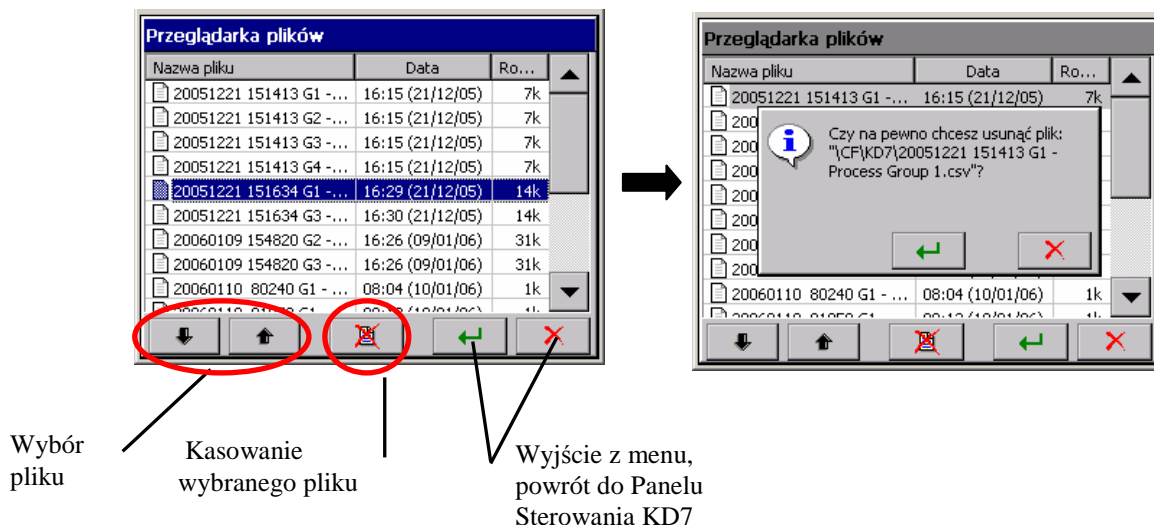 Przeglądarka plików
Nazwa pliku Data Ro...
20051221 151413 G1 -... 16:15 (21/12/05) 7k
20051221 151413 G2 -... 16:15 (21/12/05) 7k
20051221 151413 G3 -... 16:15 (21/12/05) 7k
20051221 151413 G4 -... 16:15 (21/12/05) 7k
20051221 151634 G1 -... 16:29 (21/12/05) 14k
20051221 151634 G3 -... 16:30 (21/12/05) 14k
20060109 154820 G2 -... 16:26 (09/01/06) 31k
20060109 154820 G3 -... 16:26 (09/01/06) 31k
20060110 80240 G1 - ... 08:04 (10/01/06) 1k
Wybór
pliku
Kasowanie
wybranego pliku
Wyjście z menu,
powrót do Panelu
Sterowania KD7
Przeglądarka plików
Nazwa pliku Data Ro...
20051221 151413 G1 -... 16:15 (21/12/05) 7k
200
200
200
200
200
200
200
Czy na pewno chcesz usunąć plik:
"\CF\KD7\20051221 151413 G1 -
Process Group 1.csv"?
20060110 80240 G1 - ... 08:04 (10/01/06) 1k